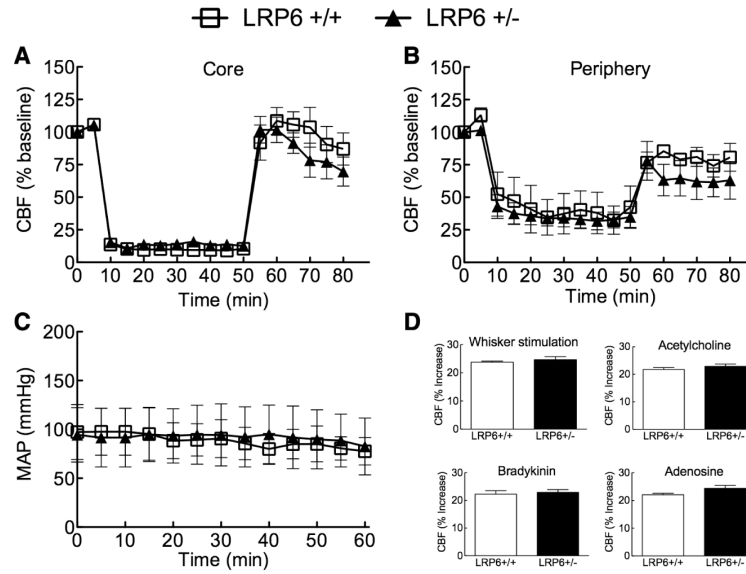 LRP6 +/+ LRP6 +/-
A Core
150
125
100
75
50
25
0
CBF (% baseline)
0 10 20 30 40 50 60 70 80
Time (min)
B Periphery
150
125
100
75
50
25
0
CBF (% baseline)
0 10 20 30 40 50 60 70 80
Time (min)
C
200
150
100
50
0
MAP (mmHg)
0 10 20 30 40 50 60
Time (min)
D
Whisker stimulation
30
20
10
0
CBF (% Increase)
LRP6+/+ LRP6+/-
Acetylcholine
30
20
10
0
CBF (% Increase)
LRP6+/+ LRP6+/-
Bradykinin
30
20
10
0
CBF (% Increase)
LRP6+/+ LRP6+/-
Adenosine
30
20
10
0
CBF (% Increase)
LRP6+/+ LRP6+/-